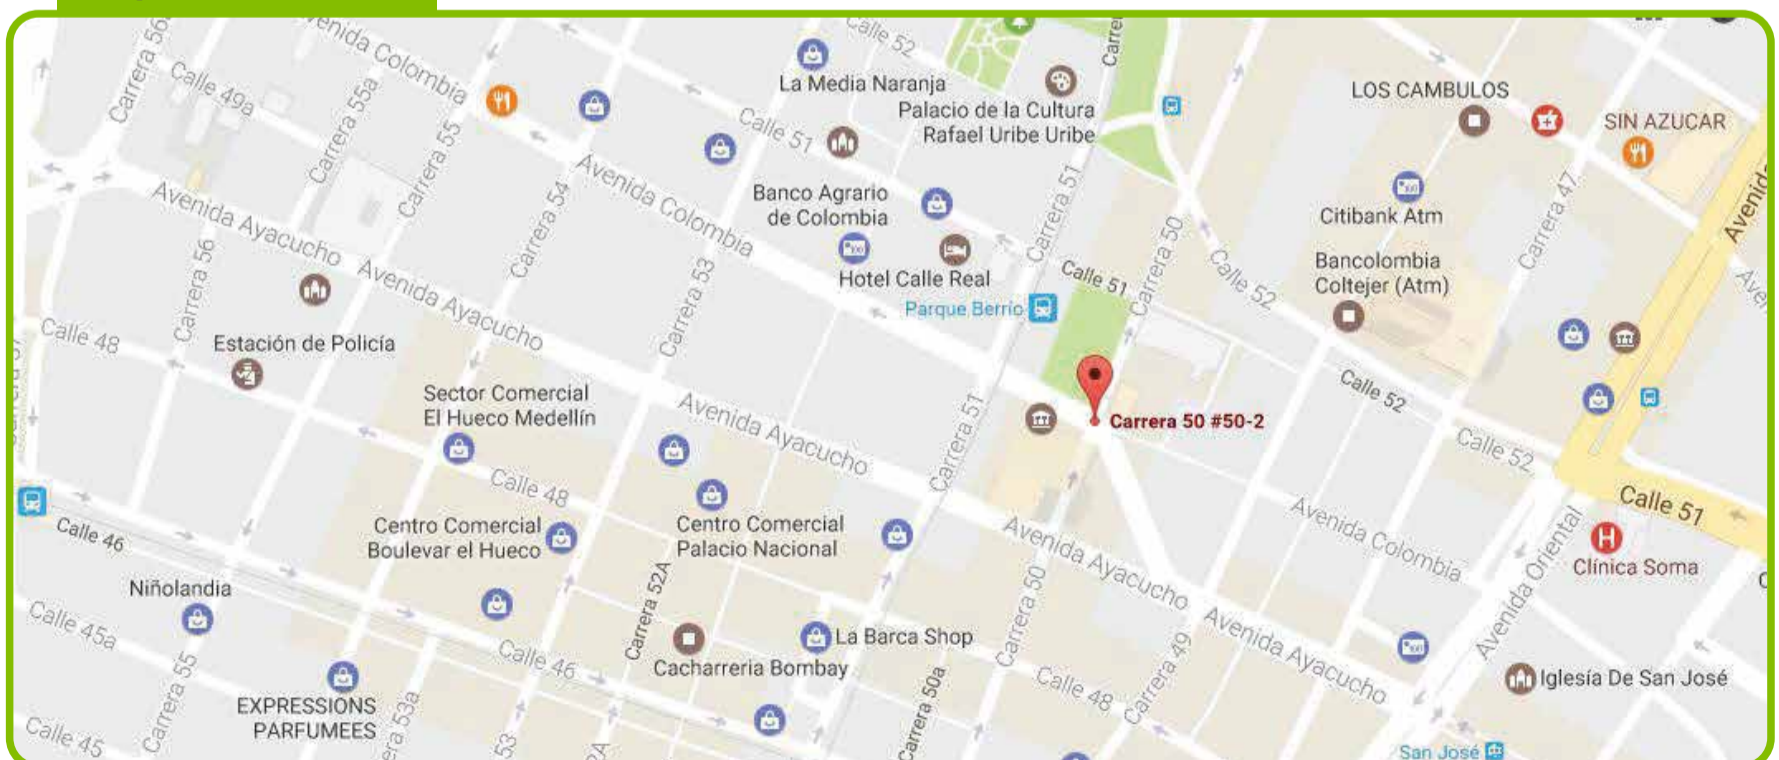 Carrera 56
Avenida Colombia
Calle 49a
Carrera 55a
Carrera 55
Calle 52
La Media Naranja
Palacio de la Cultura
Rafael Uribe Uribe
Calle 51
LOS CAMBULOS
SIN AZUCAR
Avenida Ayacucho
Carrera 56
Carrera 54
Avenida Colombia
Banco Agrario
de Colombia
Hotel Calle Real
Carrera 51
Carrera 50
Citibank Atm
Carrera 47
Calle 51
Calle 52
Bancolombia
Coltejer (Atm)
Parque Berrío
Avenida Ayacucho
Carrera 53
Calle 48
Estación de Policía
Sector Comercial
El Hueco Medellín
Avenida Ayacucho
Carrera 51
Carrera 50 #50-2
Calle 52
Calle 52
Calle 51
Calle 48
Calle 46
Centro Comercial
Boulevar el Hueco
Centro Comercial
Palacio Nacional
Avenida Ayacucho
Avenida Colombia
Avenida Oriental
Clínica Soma
Niñolandia
Calle 45a
Carrera 52A
Carrera 50
Carrera 49
Avenida Ayacucho
Calle 46
La Barca Shop
Cacharreria Bombay
Carrera 50a
Calle 48
Iglesía De San José
Carrera 55
EXPRESSIONS
PARFUMEES
Calle 45
San José